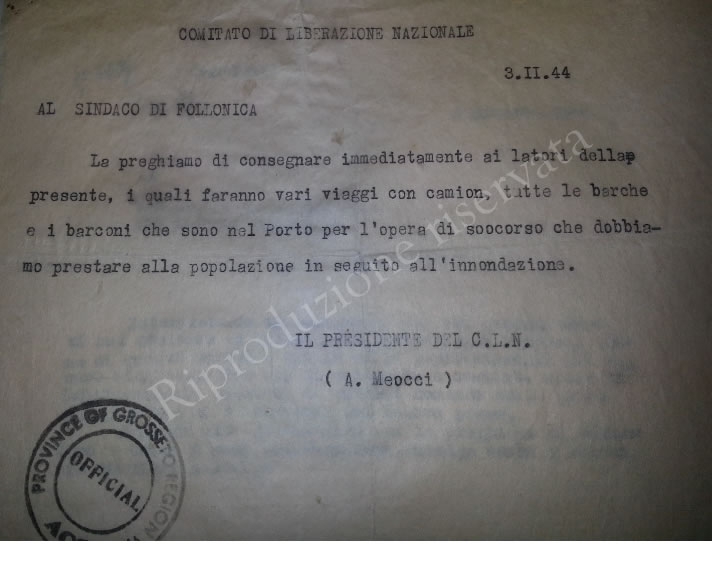 COMITATO DI LIBERAZIONE NAZIONALE
3.II.44
AL SINDACO DI FOLLONICA
La preghiamo di consegnare immediatamente ai latori della
presente, i quali faranno vari viaggi con camion, tutte le barche
e i barconi che sono nel Porto per l'opera di soocorso che dobbia-
mo prestare alla popolazione in seguito all'innondazione.
IL PRESIDENTE DEL C.L.N.
( A. Meocci )
PROVINCE OF GROSSETO REGION
OFFICIAL
Riproduzione riservata